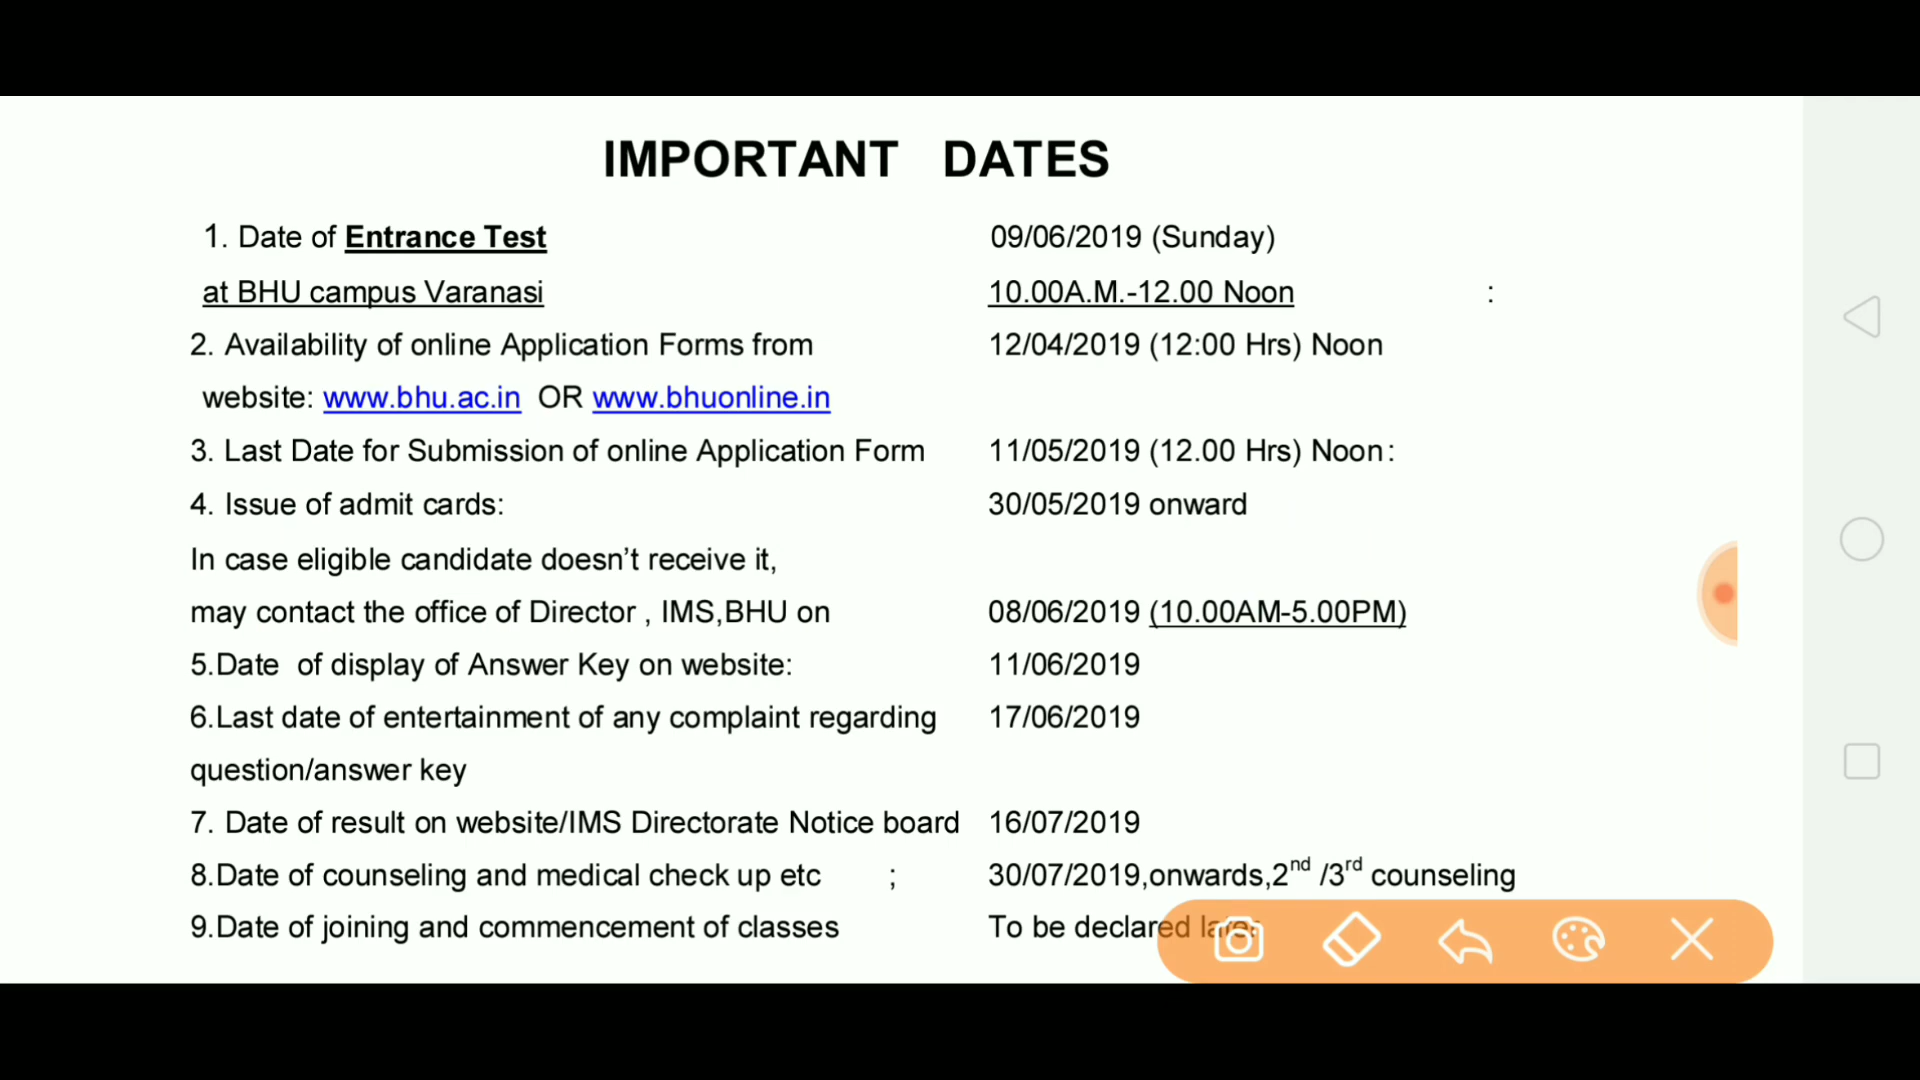 IMPORTANT DATES
1. Date of Entrance Test 09/06/2019 (Sunday)
at BHU campus Varanasi 10.00A.M.-12.00 Noon :
2. Availability of online Application Forms from 12/04/2019 (12:00 Hrs) Noon
website: www.bhu.ac.in OR www.bhuonline.in
3. Last Date for Submission of online Application Form 11/05/2019 (12.00 Hrs) Noon:
4. Issue of admit cards: 30/05/2019 onward
In case eligible candidate doesn’t receive it,
may contact the office of Director , IMS,BHU on 08/06/2019 (10.00AM-5.00PM)
5.Date of display of Answer Key on website: 11/06/2019
6.Last date of entertainment of any complaint regarding 17/06/2019
question/answer key
7. Date of result on website/IMS Directorate Notice board 16/07/2019
8.Date of counseling and medical check up etc ; 30/07/2019,onwards,2nd /3rd counseling
9.Date of joining and commencement of classes To be declared later